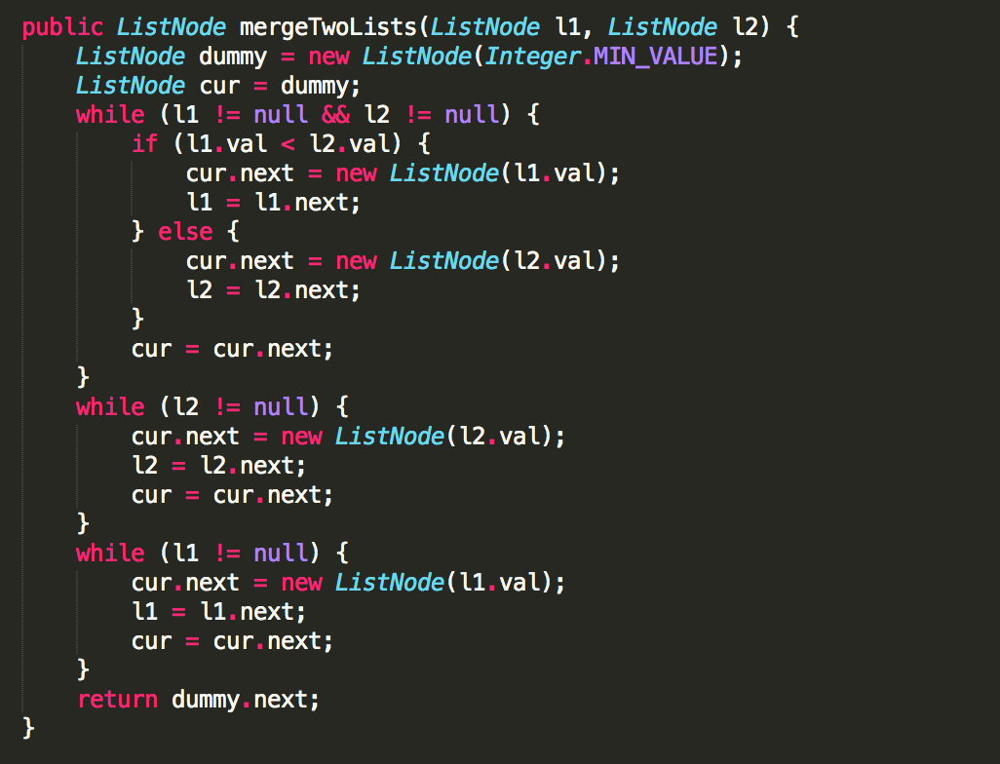 public ListNode mergeTwoLists(ListNode l1, ListNode l2) {
    ListNode dummy = new ListNode(Integer.MIN_VALUE);
    ListNode cur = dummy;
    while (l1 != null && l2 != null) {
        if (l1.val < l2.val) {
            cur.next = new ListNode(l1.val);
            l1 = l1.next;
        } else {
            cur.next = new ListNode(l2.val);
            l2 = l2.next;
        }
        cur = cur.next;
    }
    while (l2 != null) {
        cur.next = new ListNode(l2.val);
        l2 = l2.next;
        cur = cur.next;
    }
    while (l1 != null) {
        cur.next = new ListNode(l1.val);
        l1 = l1.next;
        cur = cur.next;
    }
    return dummy.next;
}